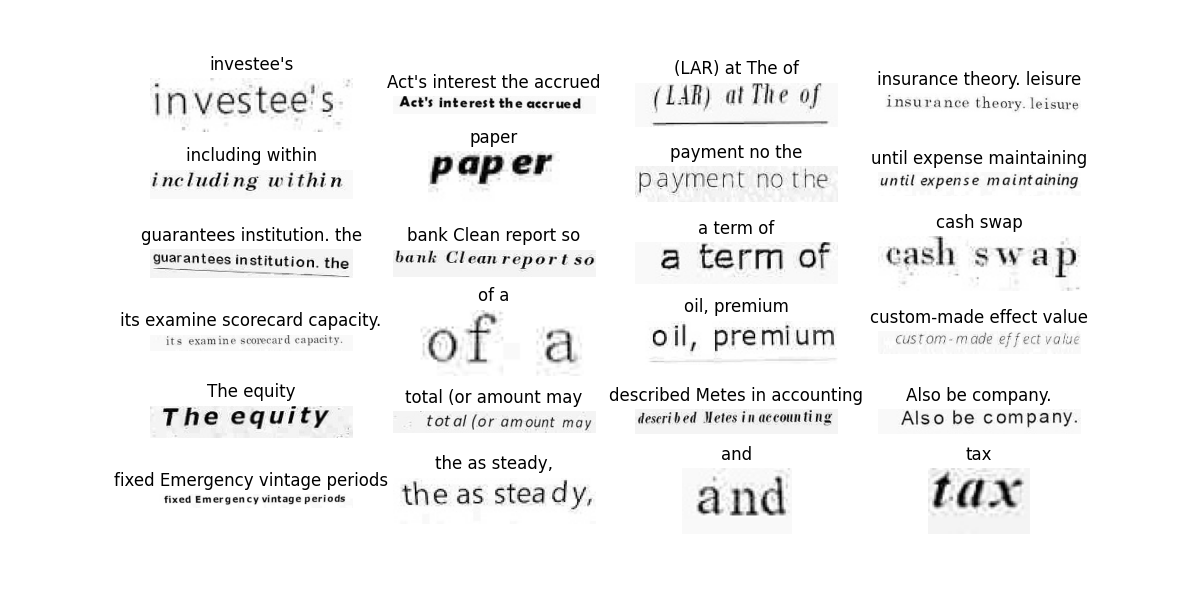 investee's
investee's
Act's interest the accrued
Act's interest the accrued
(LAR) at The of
(LAR) at The of
insurance theory. leisure
insurance theory. leisure
including within
including within
paper
paper
payment no the
payment no the
until expense maintaining
until expense maintaining
guarantees institution. the
guarantees institution. the
bank Clean report so
bank Clean report so
a term of
a term of
cash swap
cash swap
its examine scorecard capacity.
its examine scorecard capacity.
of a
of a
oil, premium
oil, premium
custom-made effect value
custom-made effect value
The equity
The equity
total (or amount may
total (or amount may
described Metes in accounting
described Metes in accounting
Also be company.
Also be company.
fixed Emergency vintage periods
fixed Emergency vintage periods
the as steady,
the as steady,
and
and
tax
tax